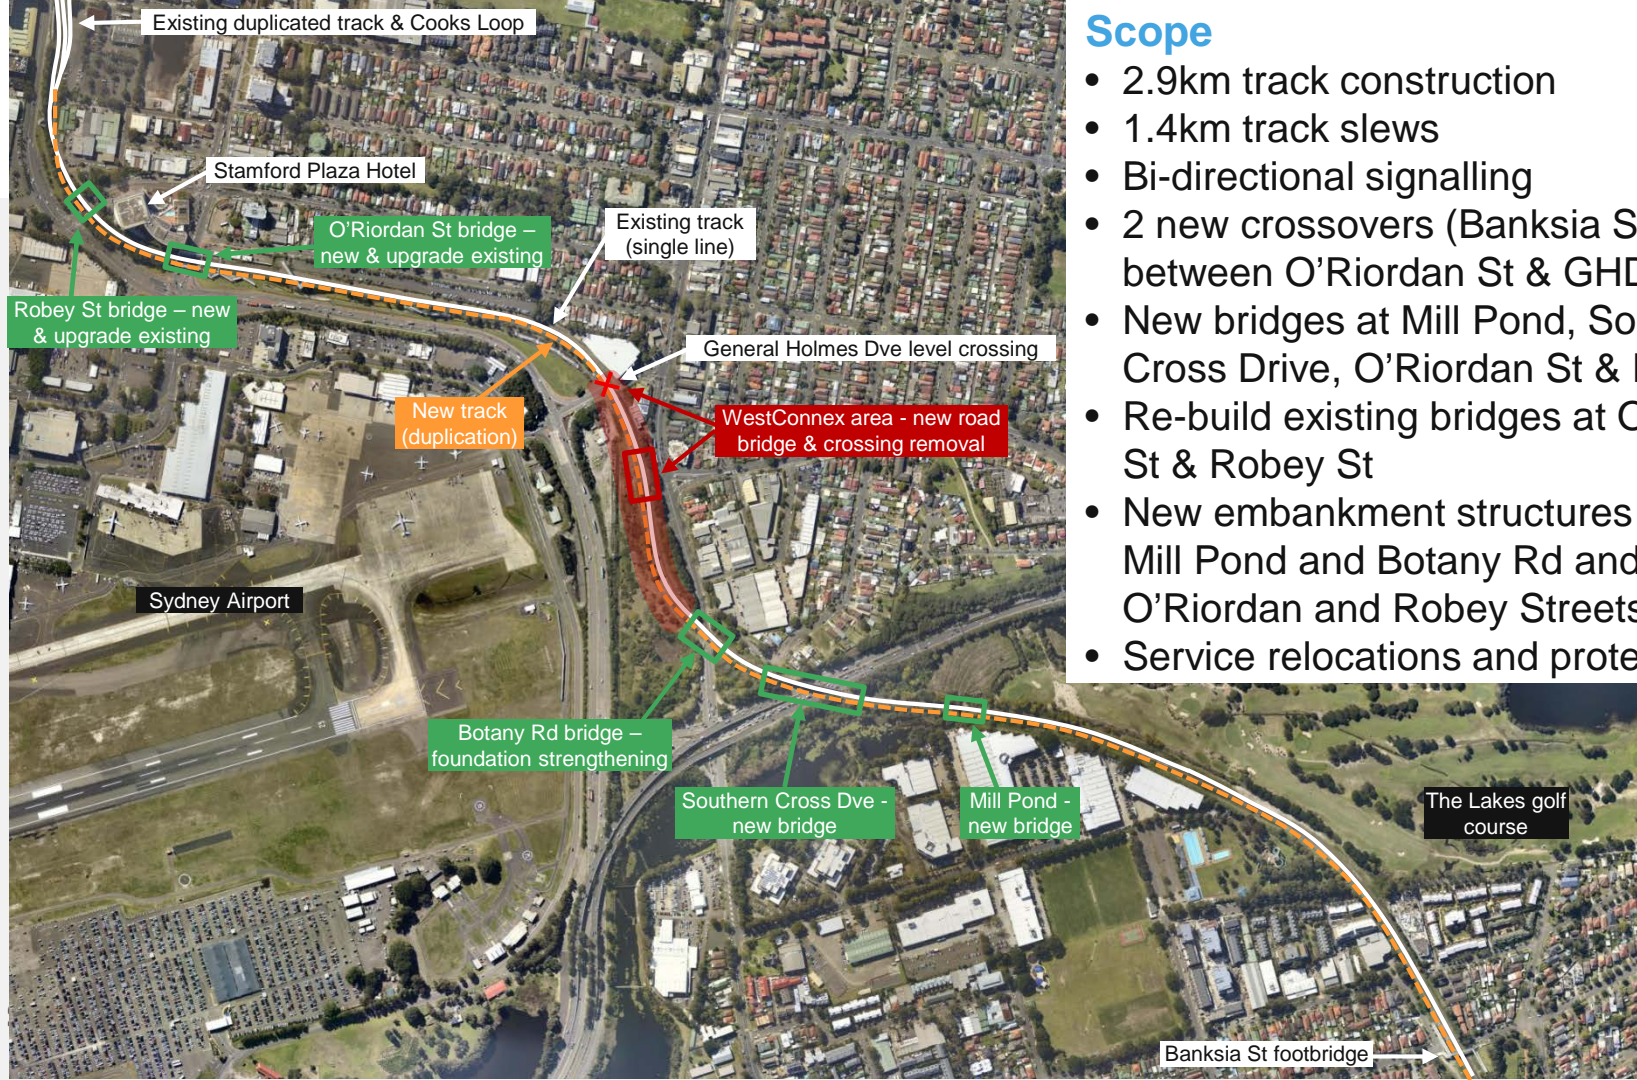 Existing duplicated track & Cooks Loop
Stamford Plaza Hotel
O'Riordan St bridge –
new & upgrade existing
Existing track
(single line)
Robey St bridge – new
& upgrade existing
General Holmes Dve level crossing
New track
(duplication)
WestConnex area - new road
bridge & crossing removal
Sydney Airport
Botany Rd bridge –
foundation strengthening
Southern Cross Dve -
new bridge
Mill Pond -
new bridge
The Lakes golf
course
Banksia St footbridge
Scope
• 2.9km track construction
• 1.4km track slews
• Bi-directional signalling
• 2 new crossovers (Banksia S
between O'Riordan St & GHD
• New bridges at Mill Pond, So
Cross Drive, O'Riordan St &
• Re-build existing bridges at
St & Robey St
• New embankment structures
Mill Pond and Botany Rd and
O'Riordan and Robey Streets
• Service relocations and prote